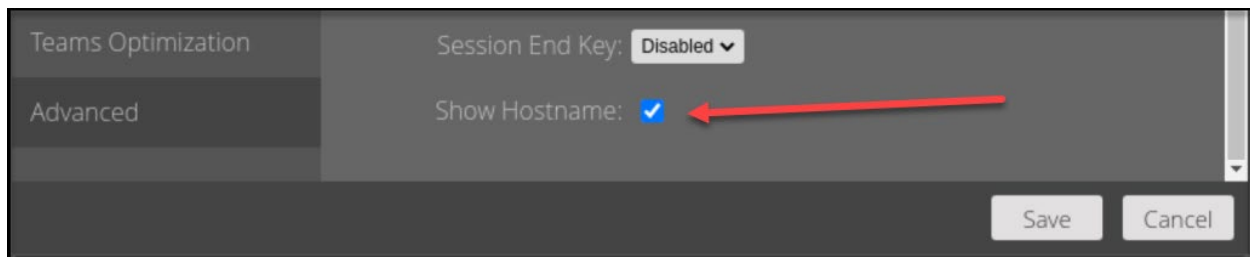 Teams Optimization
Session End Key: Disabled
Advanced
Show Hostname:
Save
Cancel